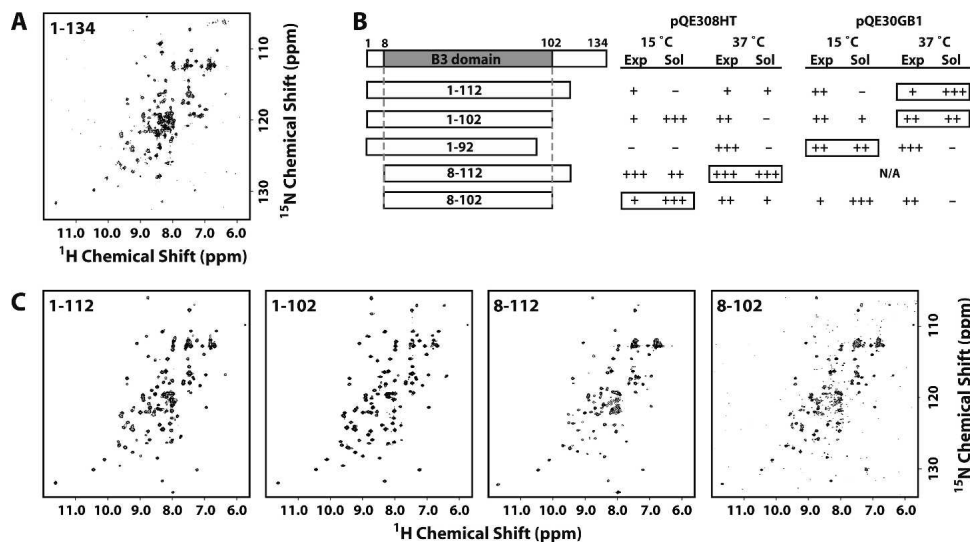 A
1-134
110
120
130
15N Chemical Shift (ppm)
11.0 10.0 9.0 8.0 7.0 6.0
1H Chemical Shift (ppm)
B
pQE308HT pQE30GB1
15 °C 37 °C 15 °C 37 °C
1 8 102 134
Exp Sol Exp Sol Exp Sol Exp Sol
B3 domain
1-112 + − + + ++ − + +++
1-102 + +++ ++ − ++ + ++ ++
1-92 − − +++ − ++ ++ +++ −
8-112 +++ ++ +++ +++ N/A
8-102 + +++ ++ + + +++ ++ −
C
1-112 1-102 8-112 8-102
110
120
130
15N Chemical Shift (ppm)
11.0 10.0 9.0 8.0 7.0 6.0 11.0 10.0 9.0 8.0 7.0 6.0 11.0 10.0 9.0 8.0 7.0 6.0 11.0 10.0 9.0 8.0 7.0 6.0
1H Chemical Shift (ppm)